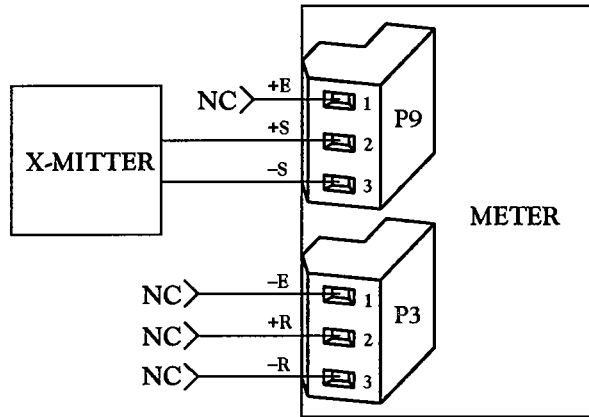 NC +E 1
X-MITTER +S 2 P9
–S 3
METER
NC –E 1
NC +R 2 P3
NC –R 3